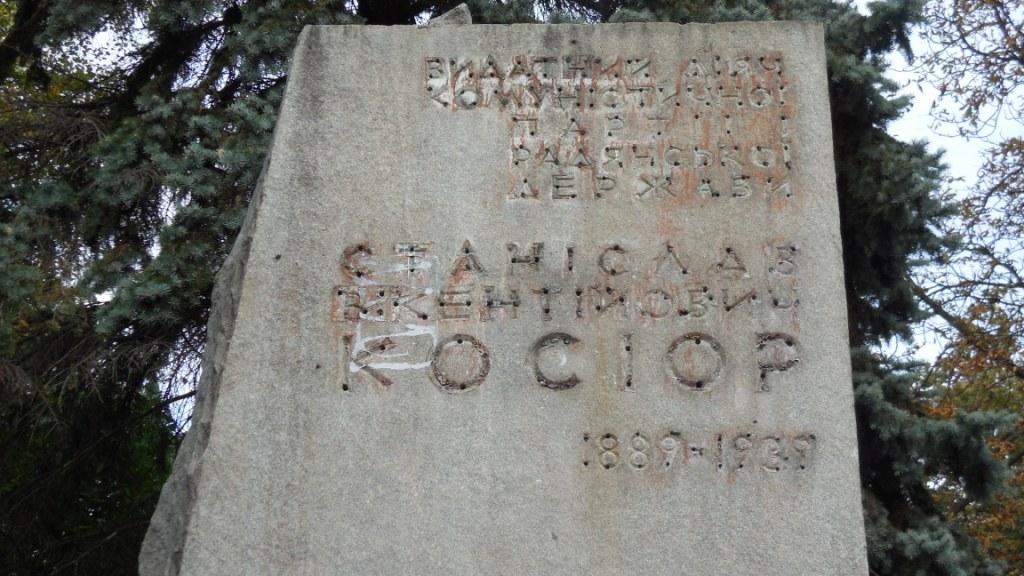 ВИДАТНИЙ ДІЯЧ
КОМУНІСТИЧНОЇ
ПАРТІЇ І
РАДЯНСЬКОЇ
ДЕРЖАВИ
СТАНІСЛАВ
ВІКЕНТІЙОВИЧ
КОСІОР
1889-1939